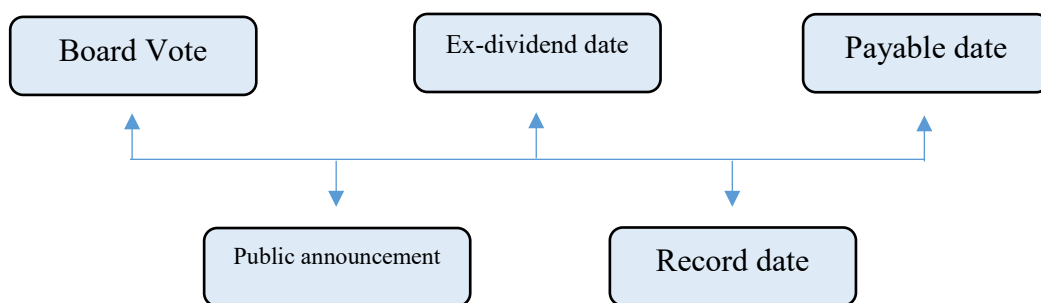 Board Vote
Ex-dividend date
Payable date
Public announcement
Record date